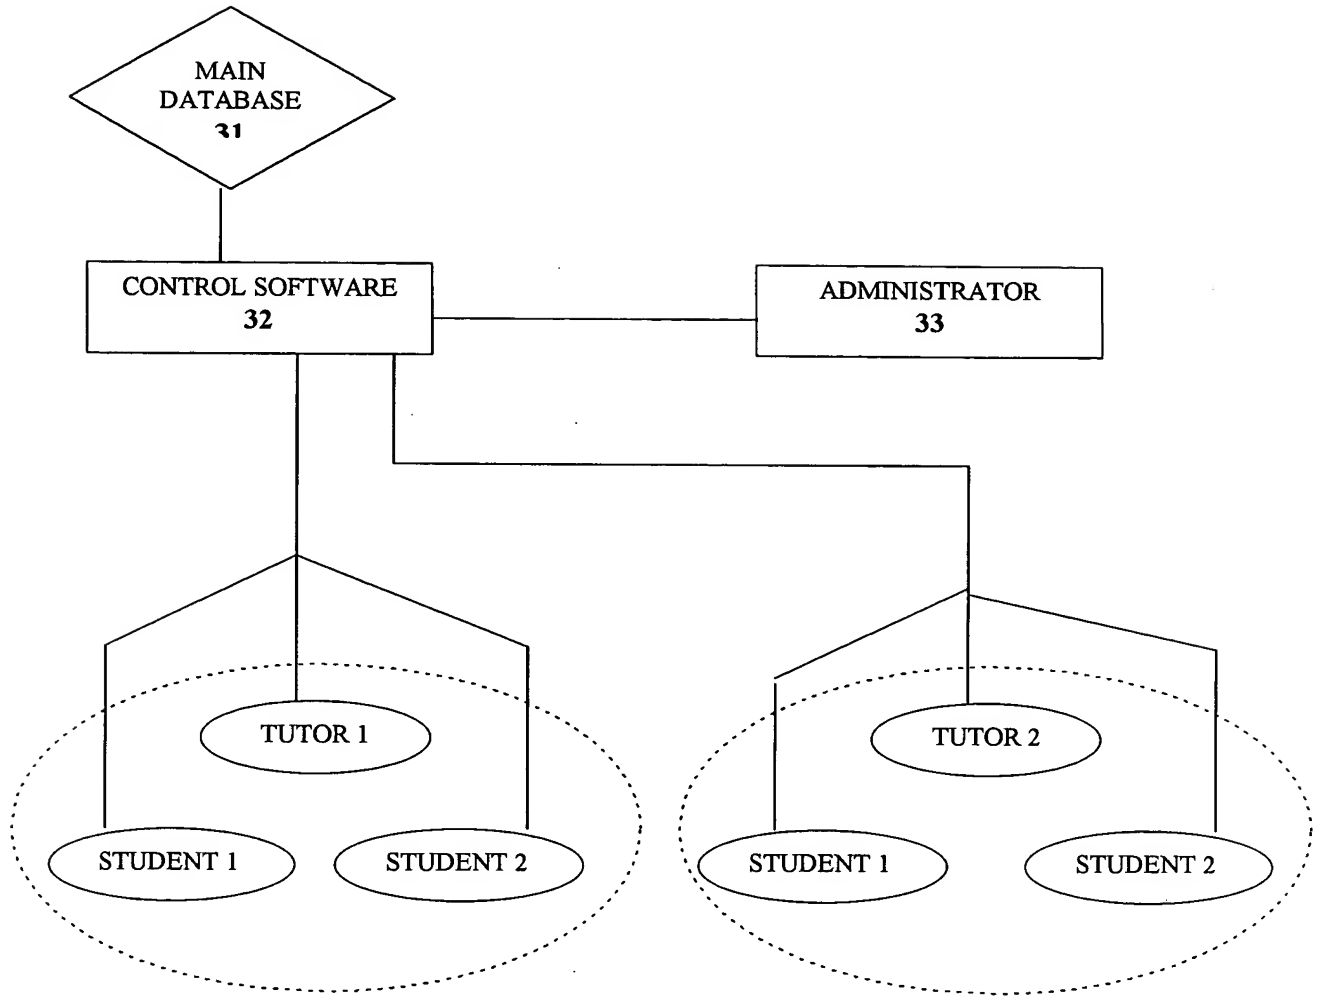 MAIN
DATABASE
31
CONTROL SOFTWARE
32
ADMINISTRATOR
33
TUTOR 1
STUDENT 1
STUDENT 2
TUTOR 2
STUDENT 1
STUDENT 2